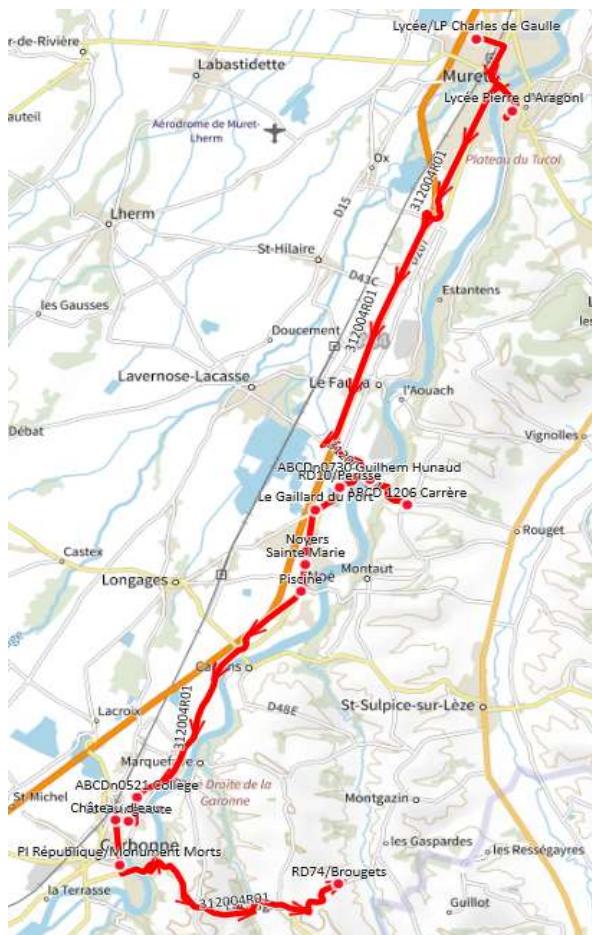 Lycée/LP Charles de Gaulle
r-de-Rivière
Labastidette
Muret
auteil
Lycée Pierre d'Aragon
Aérodrome de Muret-
Lherm
Plateau du Tucol
Ox
312004R01
D15
Lherm
St-Hilaire
D43C
Estantens
les Gausses
312004R01
Doucement
Lavernose-Lacasse
Le Fauga
l'Aouach
Débat
Vignolles
ABCDn0730 Guilhem Hunaud
RD10/Périsse
Le Gaillard du Port
ABCD 1206 Carrère
Rouget
Noyers
Sainte Marie
Castex
Longages
Piscine
Noé
Montaut
312004R01
D48E
St-Sulpice-sur-Lèze
Lacroix
Marquefave
Droite de la
Garonne
ABCDn0521 Collège
St-Michel
Montgazin
Château d'eau
les Gaspardes
les Rességayres
Pl République/Monument Morts
RD74/Brougets
la Terrasse
312004R01
Guillot